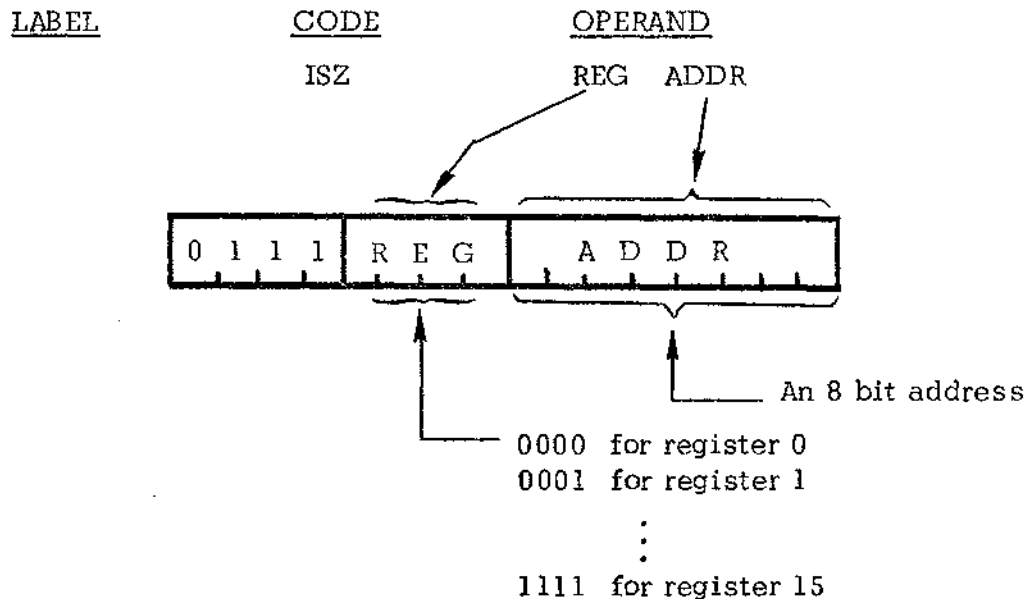 LABEL CODE OPERAND
ISZ REG ADDR
0 1 1 1 R E G A D D R
An 8 bit address
0000 for register 0
0001 for register 1
1111 for register 15